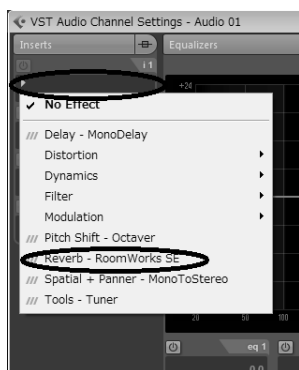 VST Audio Channel Settings - Audio 01
Inserts
Equalizers
i 1
+24
No Effect
Delay - MonoDelay
Distortion
Dynamics
Filter
Modulation
Pitch Shift - Octaver
Reverb - RoomWorks SE
Spatial + Panner - MonoToStereo
Tools - Tuner
20 50 100
eq 1
0.0